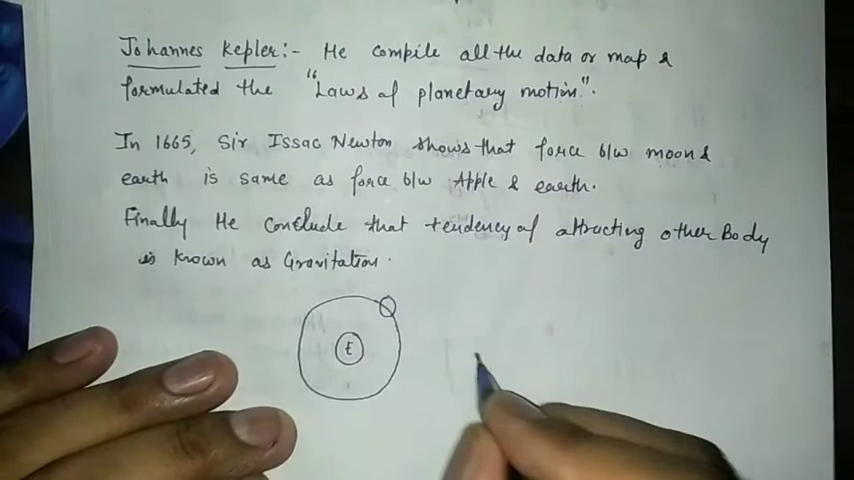 Johannes Kepler:- He compile all the data or map &
formulated the "Laws of planetary motion".
In 1665, Sir Issac Newton shows that force b/w moon &
earth is same as force b/w Apple & earth.
Finally He conclude that tendency of attracting other Body
is known as Gravitation.
E